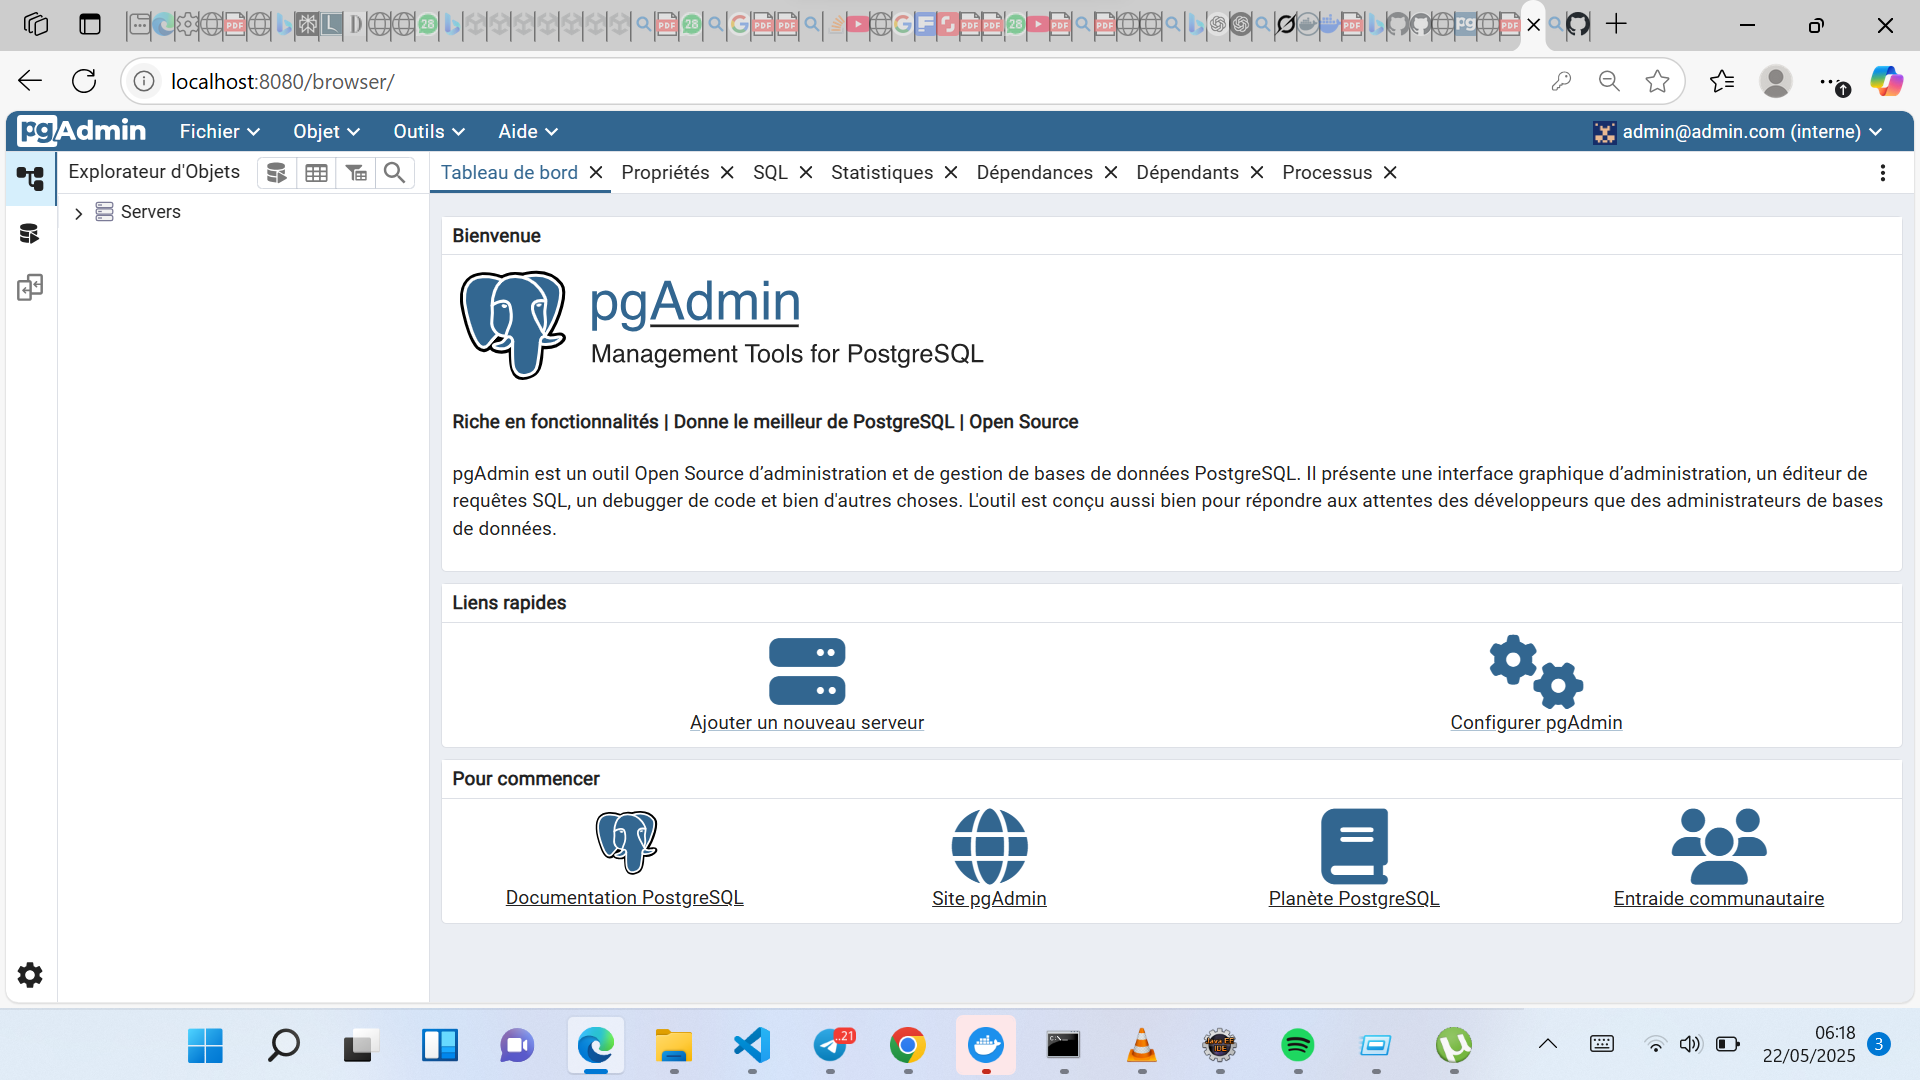 localhost:8080/browser/
pgAdmin
Fichier
Objet
Outils
Aide
admin@admin.com (interne)
Explorateur d'Objets
Tableau de bord
Propriétés
SQL
Statistiques
Dépendances
Dépendants
Processus
Servers
Bienvenue
pgAdmin
Management Tools for PostgreSQL
Riche en fonctionnalités | Donne le meilleur de PostgreSQL | Open Source
pgAdmin est un outil Open Source d’administration et de gestion de bases de données PostgreSQL. Il présente une interface graphique d’administration, un éditeur de
requêtes SQL, un debugger de code et bien d'autres choses. L'outil est conçu aussi bien pour répondre aux attentes des développeurs que des administrateurs de bases
de données.
Liens rapides
Ajouter un nouveau serveur
Configurer pgAdmin
Pour commencer
Documentation PostgreSQL
Site pgAdmin
Planète PostgreSQL
Entraide communautaire
06:18
22/05/2025
3